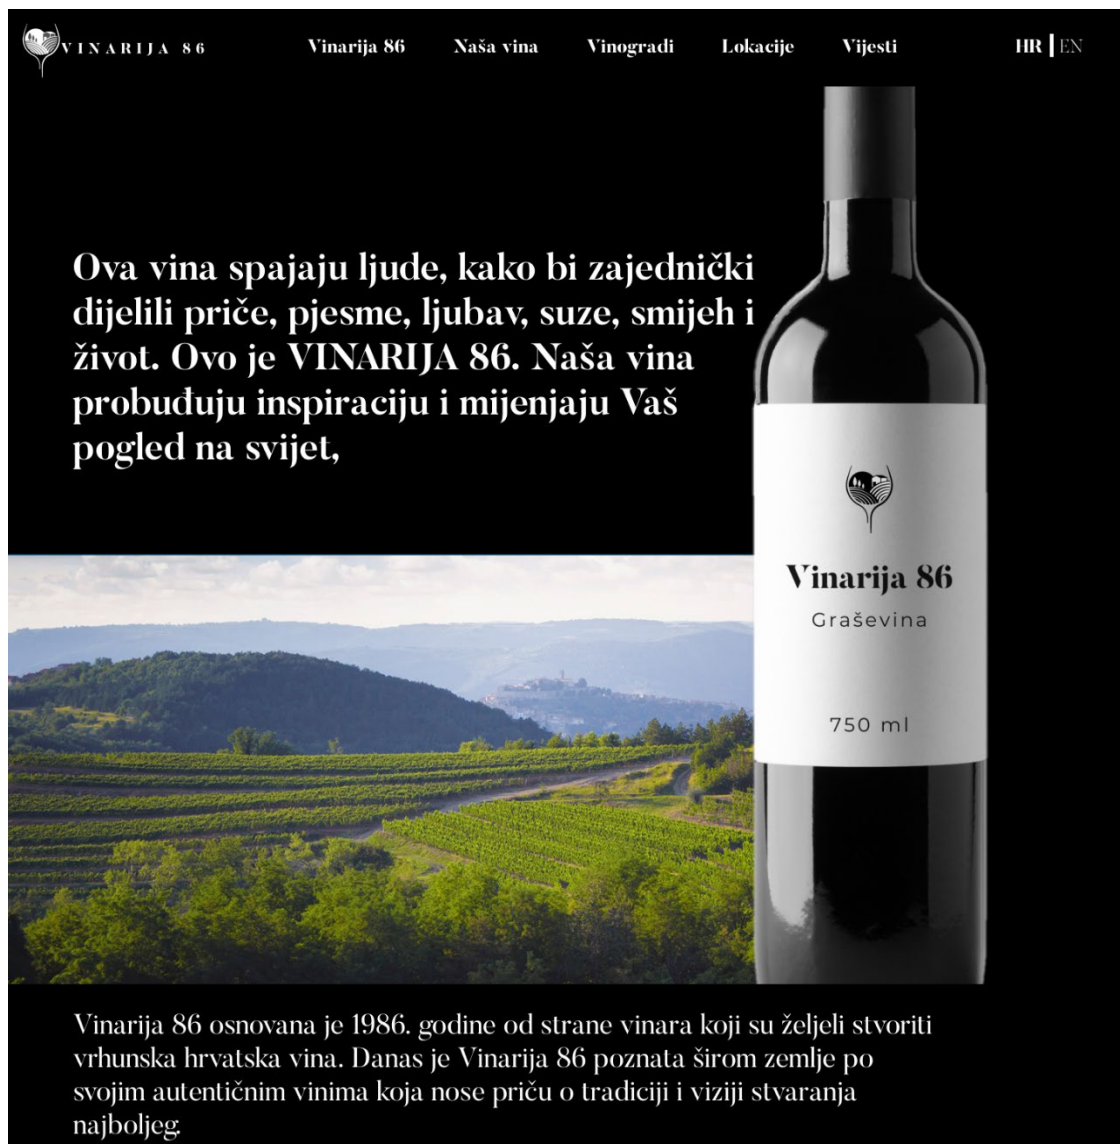 VINARIJA 86
Vinarija 86
Naša vina
Vinogradi
Lokacije
Vijesti
HR | EN
Ova vina spajaju ljude, kako bi zajednički
dijelili priče, pjesme, ljubav, suze, smijeh i
život. Ovo je VINARIJA 86. Naša vina
probuđuju inspiraciju i mijenjaju Vaš
pogled na svijet,
Vinarija 86
Graševina
750 ml
Vinarija 86 osnovana je 1986. godine od strane vinara koji su željeli stvoriti
vrhunska hrvatska vina. Danas je Vinarija 86 poznata širom zemlje po
svojim autentičnim vinima koja nose priču o tradiciji i viziji stvaranja
najboljeg.